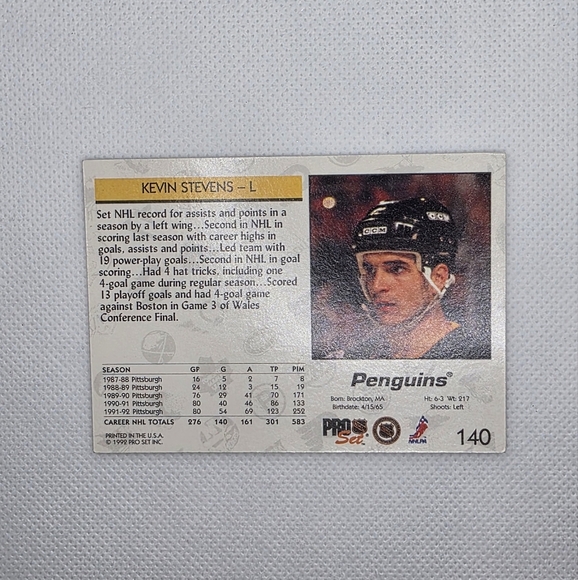 KEVIN STEVENS – L
Set NHL record for assists and points in a
season by a left wing...Second in NHL in
scoring last season with career highs in
goals, assists and points...Led team with
19 power-play goals...Second in NHL in goal
scoring...Had 4 hat tricks, including one
4-goal game during regular season...Scored
13 playoff goals and had 4-goal game
against Boston in Game 3 of Wales
Conference Final.
CCM
CCM
Penguins®
Born: Brockton, MA Ht: 6-3 Wt: 217
Birthdate: 4/15/65 Shoots: Left
SEASON GP G A TP PIM
1987-88 Pittsburgh 16 5 2 7 8
1988-89 Pittsburgh 24 12 3 15 19
1989-90 Pittsburgh 76 29 41 70 171
1990-91 Pittsburgh 80 40 46 86 133
1991-92 Pittsburgh 80 54 69 123 252
CAREER NHL TOTALS 276 140 161 301 583
PRINTED IN THE U.S.A.
© 1992 PRO SET INC.
PRO Set
NHLPA
140